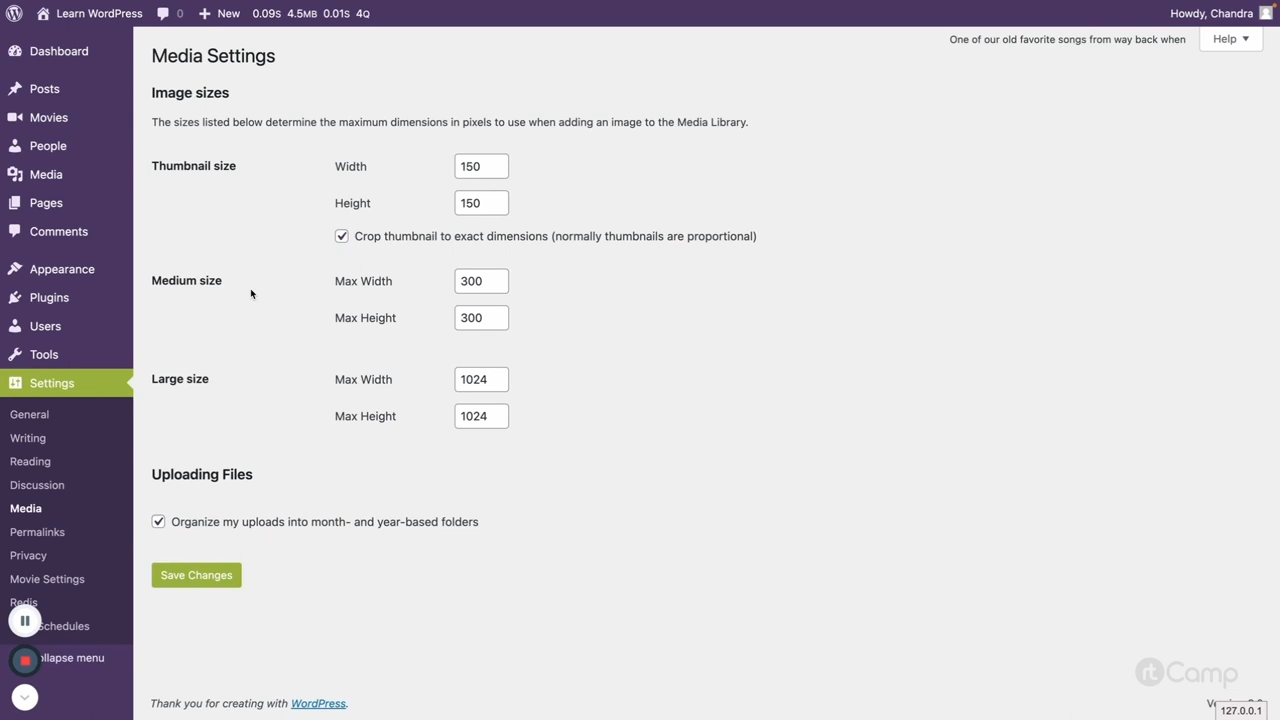 Learn WordPress 0 New 0.09S 4.5MB 0.01S 4Q Howdy, Chandra
Dashboard
Posts
Movies
People
Media
Pages
Comments
Appearance
Plugins
Users
Tools
Settings
General
Writing
Reading
Discussion
Media
Permalinks
Privacy
Movie Settings
Redis
Schedules
ollapse menu
One of our old favorite songs from way back when
Help
Media Settings
Image sizes
The sizes listed below determine the maximum dimensions in pixels to use when adding an image to the Media Library.
Thumbnail size Width 150
Height 150
Crop thumbnail to exact dimensions (normally thumbnails are proportional)
Medium size Max Width 300
Max Height 300
Large size Max Width 1024
Max Height 1024
Uploading Files
Organize my uploads into month- and year-based folders
Save Changes
rtCamp
Thank you for creating with WordPress.
127.0.0.1